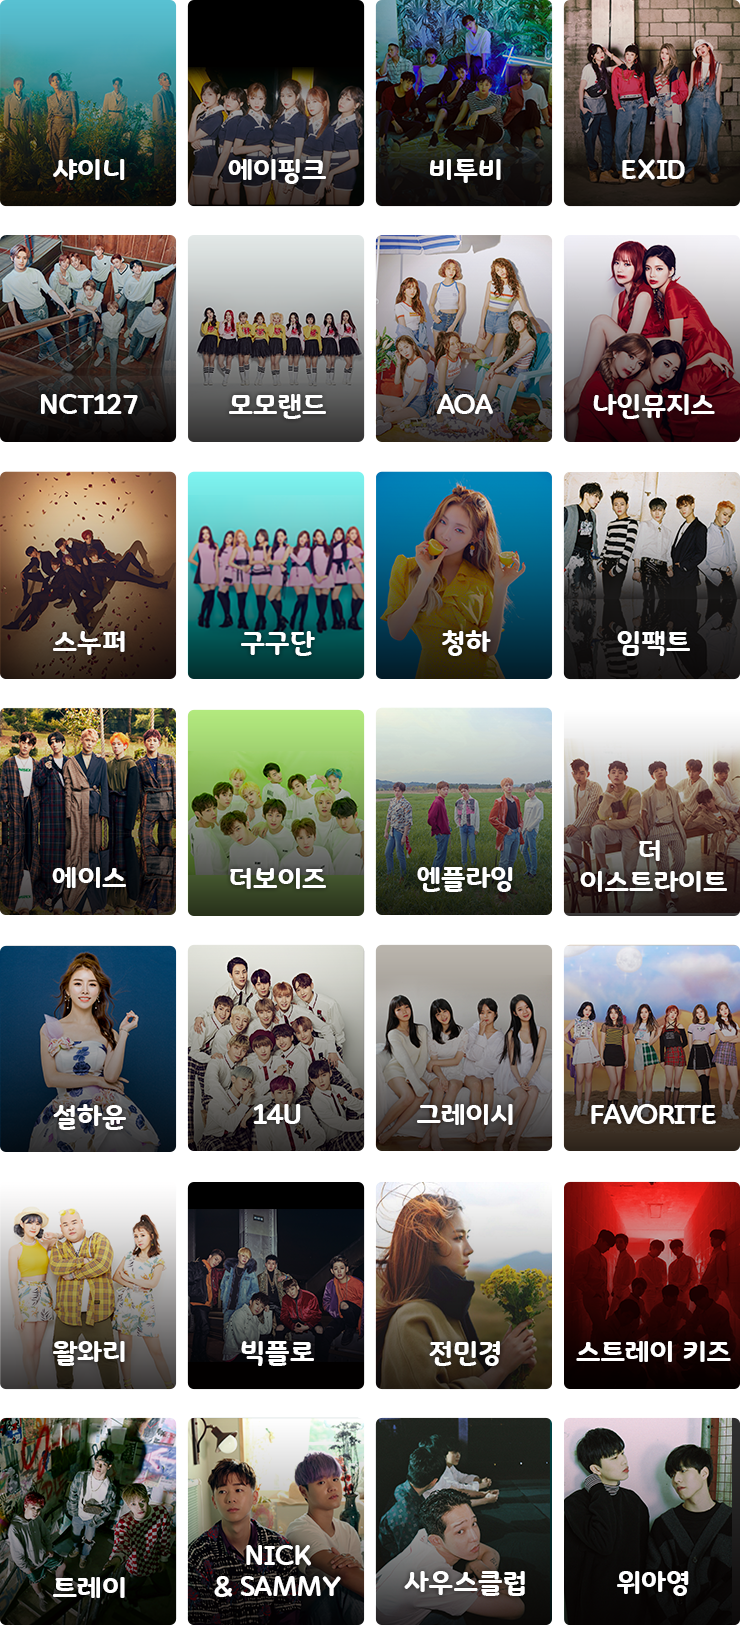 샤이니
에이핑크
비투비
EXID
NCT127
모모랜드
AOA
나인뮤지스
스누퍼
구구단
청하
임팩트
에이스
더보이즈
엔플라잉
더
이스트라이트
설하윤
14U
그레이시
FAVORITE
왈와리
빅플로
전민경
스트레이 키즈
트레이
NICK
& SAMMY
사우스클럽
위아영